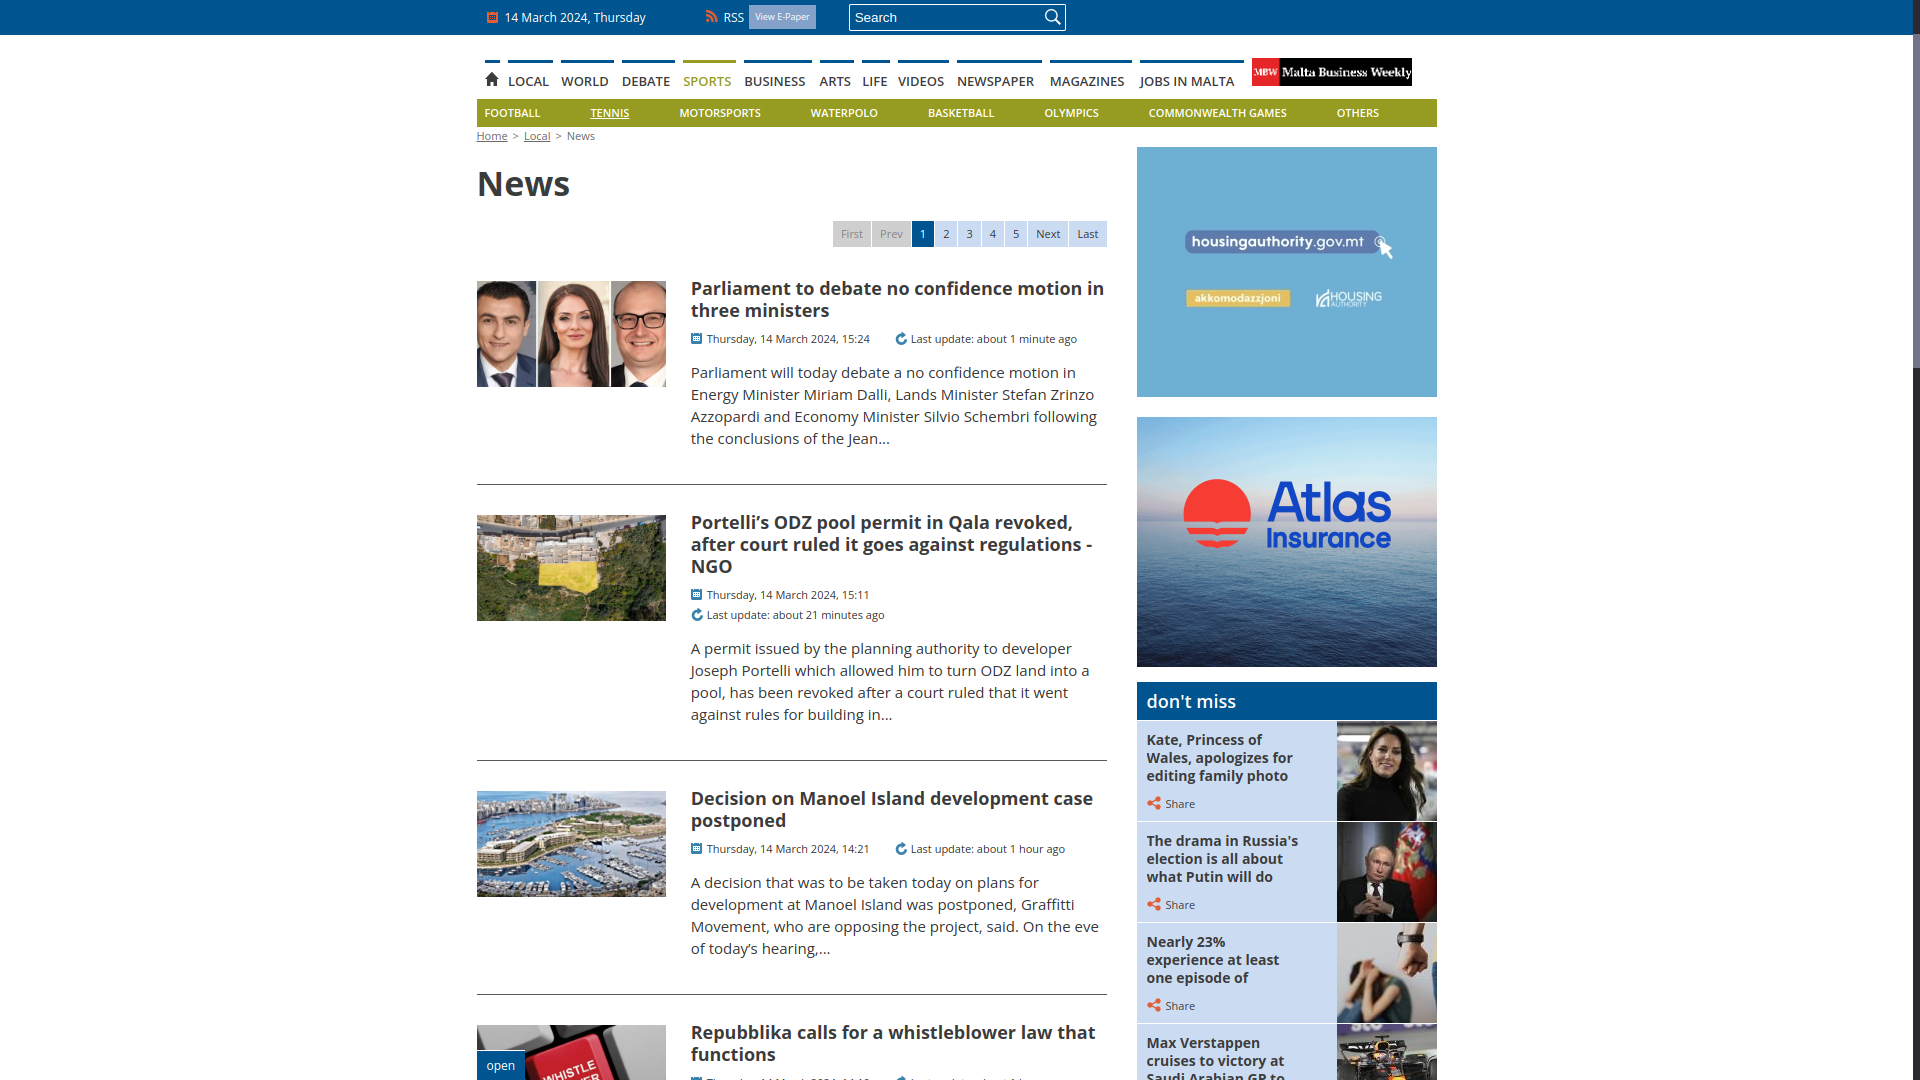 14 March 2024, Thursday
RSS
View E-Paper
Search
LOCAL
WORLD
DEBATE
SPORTS
BUSINESS
ARTS
LIFE
VIDEOS
NEWSPAPER
MAGAZINES
JOBS IN MALTA
MBW Malta Business Weekly
FOOTBALL
TENNIS
MOTORSPORTS
WATERPOLO
BASKETBALL
OLYMPICS
COMMONWEALTH GAMES
OTHERS
Home > Local > News
News
First Prev 1 2 3 4 5 Next Last
Parliament to debate no confidence motion in
three ministers
Thursday, 14 March 2024, 15:24
Last update: about 1 minute ago
Parliament will today debate a no confidence motion in
Energy Minister Miriam Dalli, Lands Minister Stefan Zrinzo
Azzopardi and Economy Minister Silvio Schembri following
the conclusions of the Jean...
Portelli’s ODZ pool permit in Qala revoked,
after court ruled it goes against regulations -
NGO
Thursday, 14 March 2024, 15:11
Last update: about 21 minutes ago
A permit issued by the planning authority to developer
Joseph Portelli which allowed him to turn ODZ land into a
pool, has been revoked after a court ruled that it went
against rules for building in...
Decision on Manoel Island development case
postponed
Thursday, 14 March 2024, 14:21
Last update: about 1 hour ago
A decision that was to be taken today on plans for
development at Manoel Island was postponed, Graffitti
Movement, who are opposing the project, said. On the eve
of today’s hearing,...
Repubblika calls for a whistleblower law that
functions
WHISTLE
open
housingauthority.gov.mt
akkomodazzjoni
HOUSING
AUTHORITY
Atlas
Insurance
don't miss
Kate, Princess of
Wales, apologizes for
editing family photo
Share
The drama in Russia's
election is all about
what Putin will do
Share
Nearly 23%
experience at least
one episode of
Share
Max Verstappen
cruises to victory at
Saudi Arabian GP to